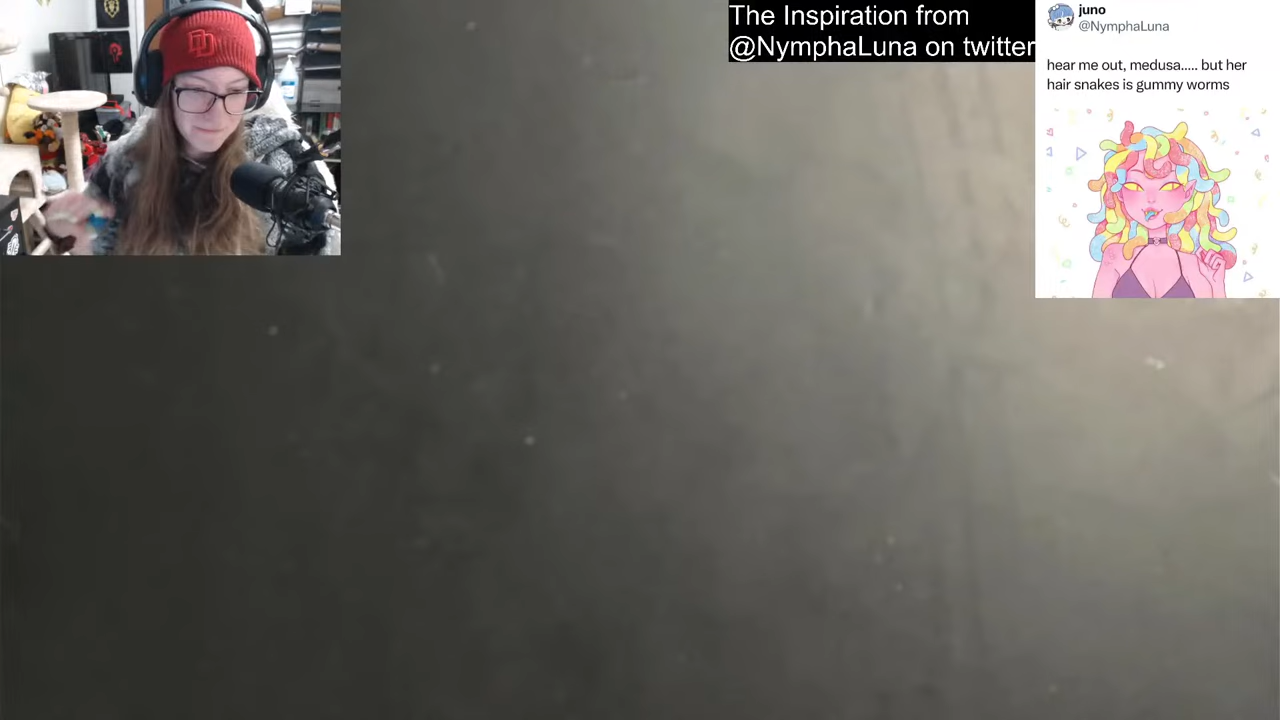 The Inspiration from
@NymphaLuna on twitter
juno
@NymphaLuna
hear me out, medusa..... but her
hair snakes is gummy worms